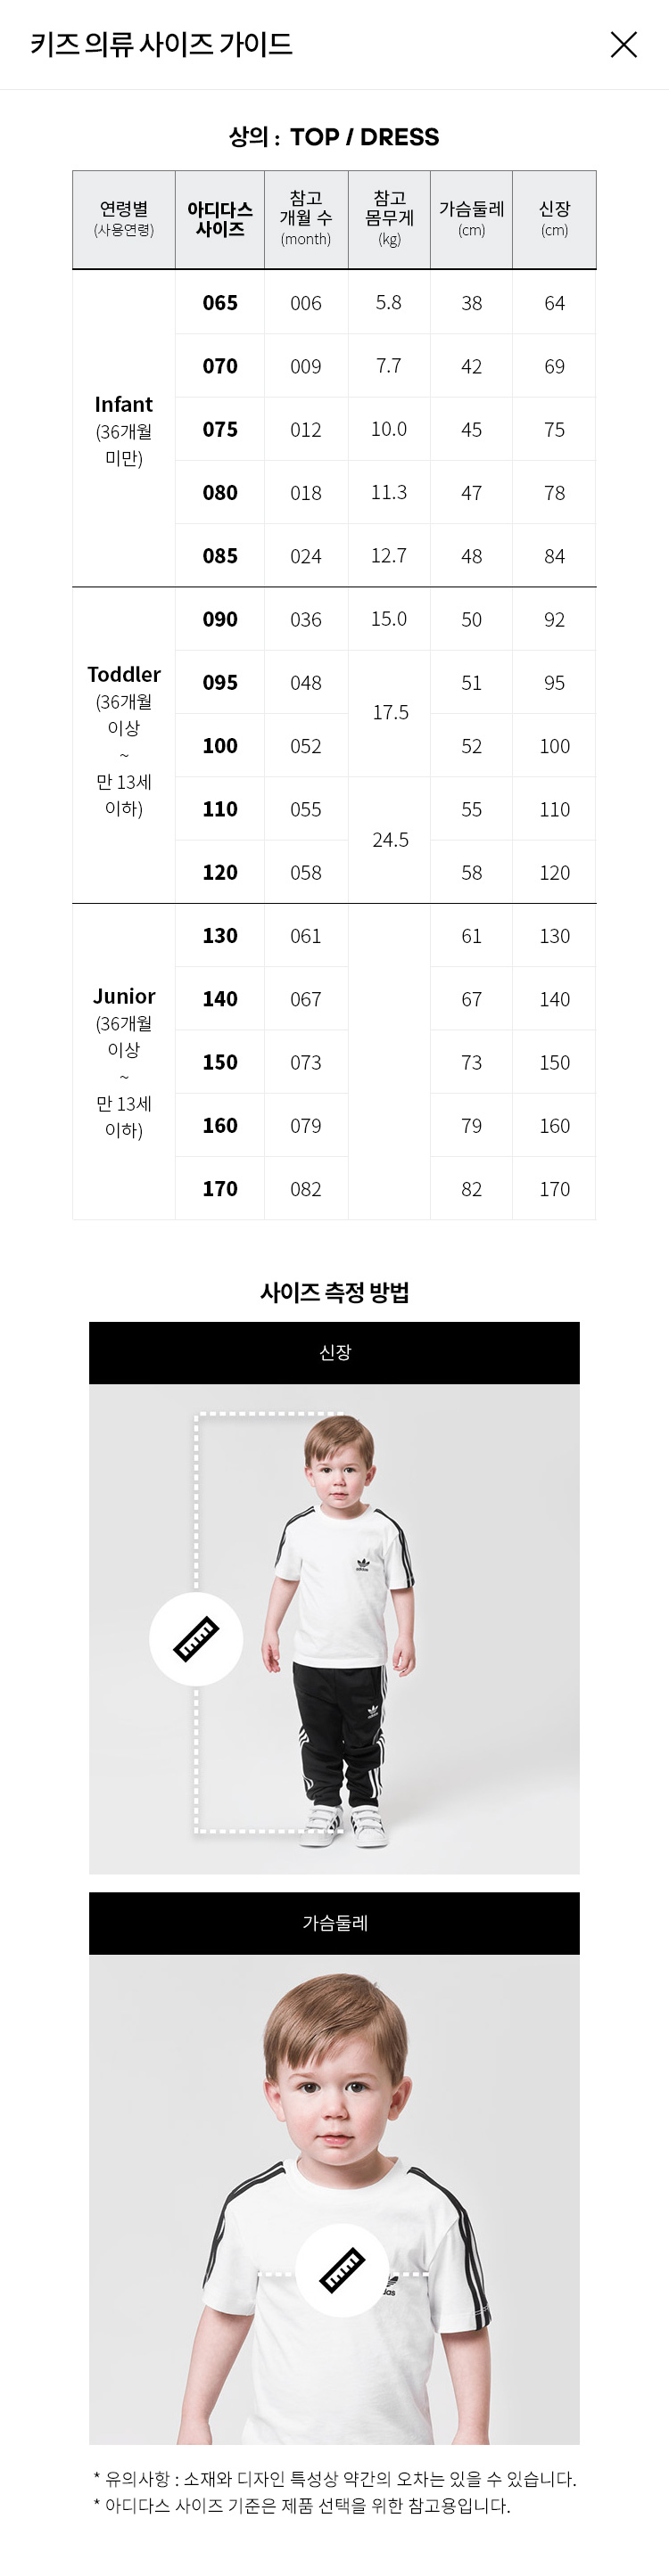 키즈 의류 사이즈 가이드
상의 : TOP / DRESS
연령별
(사용연령)
아디다스
사이즈
참고
개월 수
(month)
참고
몸무게
(kg)
가슴둘레
(cm)
신장
(cm)
Infant
(36개월
미만)
065 006 5.8 38 64
070 009 7.7 42 69
075 012 10.0 45 75
080 018 11.3 47 78
085 024 12.7 48 84
Toddler
(36개월
이상
~
만 13세
이하)
090 036 15.0 50 92
095 048 17.5 51 95
100 052 52 100
110 055 24.5 55 110
120 058 58 120
Junior
(36개월
이상
~
만 13세
이하)
130 061 61 130
140 067 67 140
150 073 73 150
160 079 79 160
170 082 82 170
사이즈 측정 방법
신장
adidas
가슴둘레
* 유의사항 : 소재와 디자인 특성상 약간의 오차는 있을 수 있습니다.
* 아디다스 사이즈 기준은 제품 선택을 위한 참고용입니다.